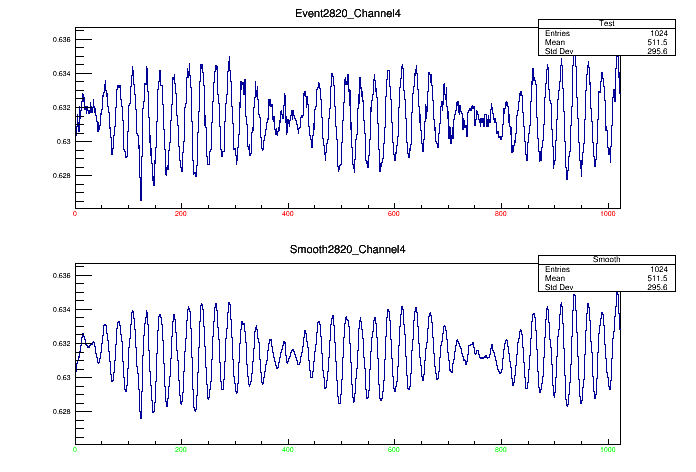 Event2820_Channel4
Test
Entries 1024
Mean 511.5
Std Dev 295.6
0.636
0.634
0.632
0.63
0.628
0 200 400 600 800 1000
Smooth2820_Channel4
Smooth
Entries 1024
Mean 511.5
Std Dev 295.6
0.636
0.634
0.632
0.63
0.628
0 200 400 600 800 1000